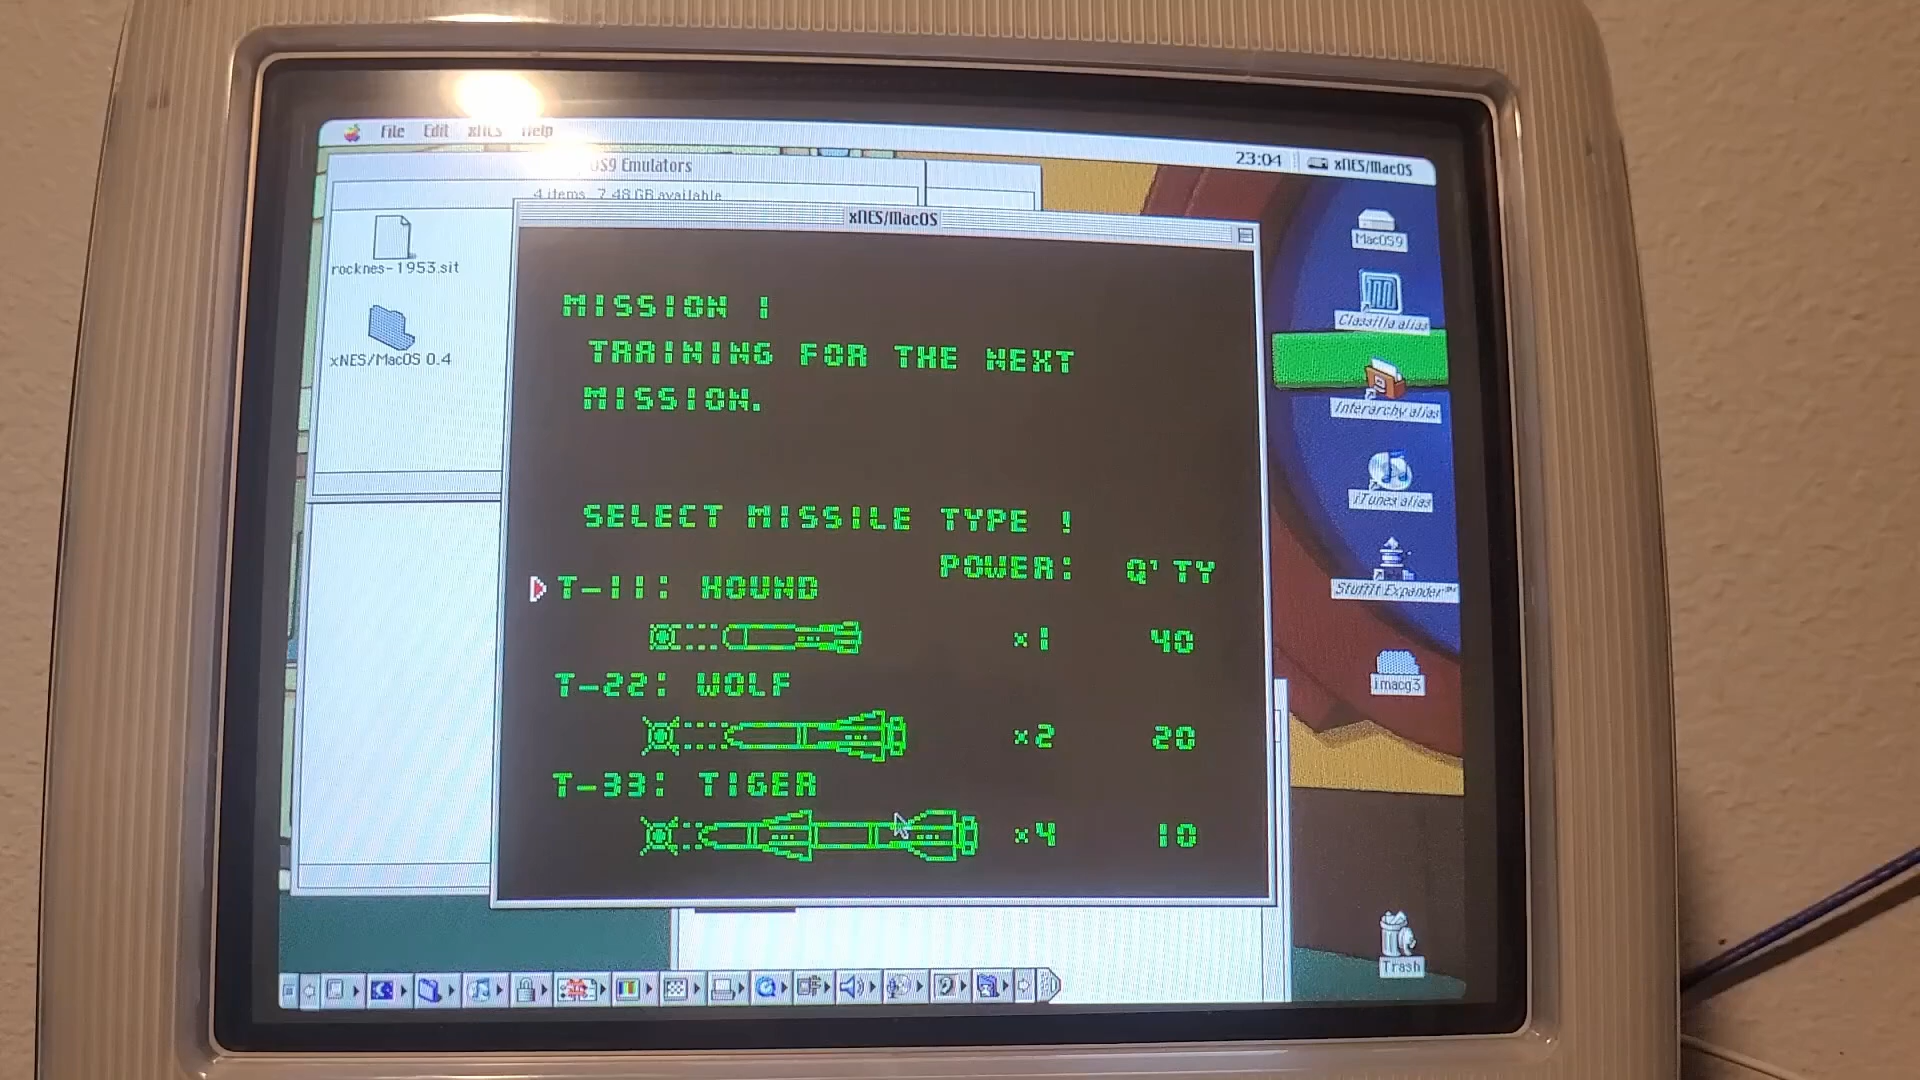 File Edit xNES Help
23:04 xNES/MacOS
OS9 Emulators
4 items, 7.48 GB available
rocknes-1953.sit
xNES/MacOS 0.4
xNES/MacOS
MISSION 1
TRAINING FOR THE NEXT
MISSION.
SELECT MISSILE TYPE !
POWER: Q'TY
T-11: HOUND
×1 40
T-22: WOLF
×2 20
T-33: TIGER
×4 10
MacOS9
Classilla alias
Interarchy alias
iTunes alias
StuffIt Expander™
imacg3
Trash